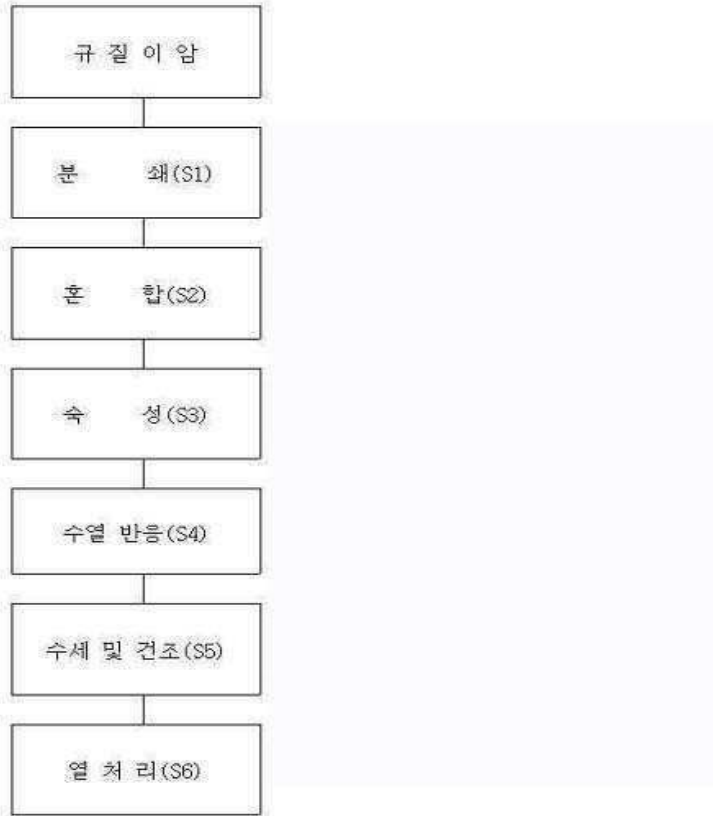 규 질 이 암
분 쇄(S1)
혼 합(S2)
숙 성(S3)
수열 반응(S4)
수세 및 건조(S5)
열 처 리(S6)